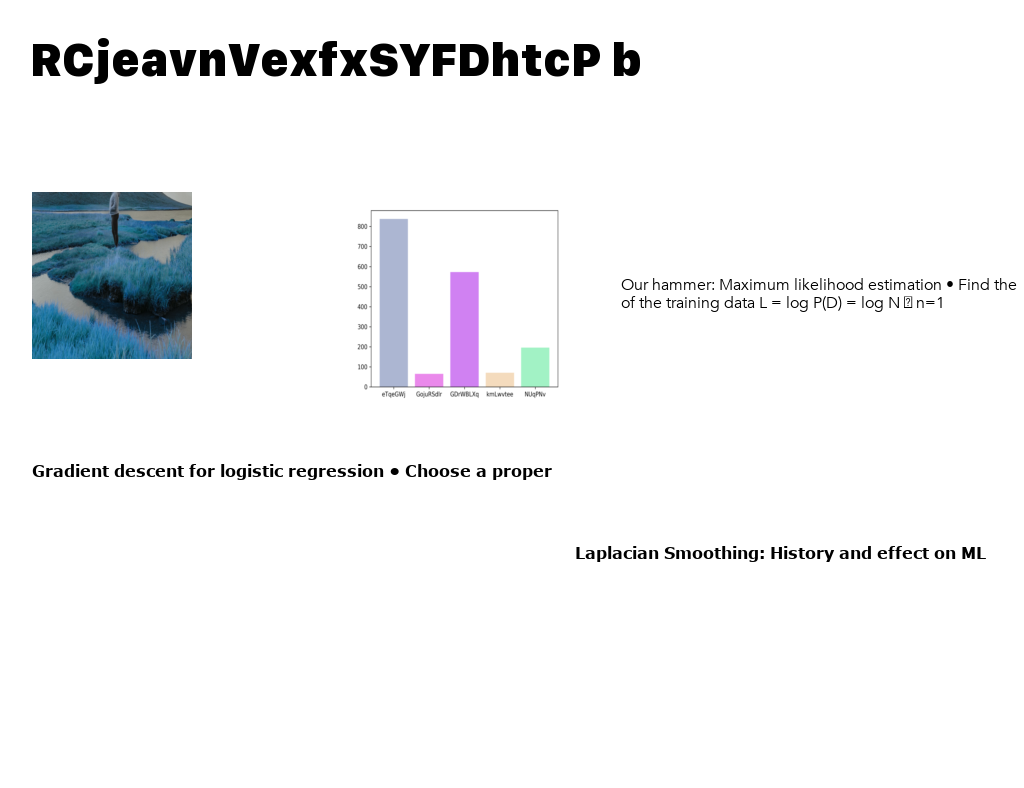 RCjeavnVexfxSYFDhtcP b
800
700
600
500
400
300
200
100
0
eTqeGWj GojuRSdIr GDrWBLXq kmLwvtee NUqPNv
Our hammer: Maximum likelihood estimation • Find the
of the training data L = log P(D) = log N n=1
Gradient descent for logistic regression • Choose a proper
Laplacian Smoothing: History and effect on ML